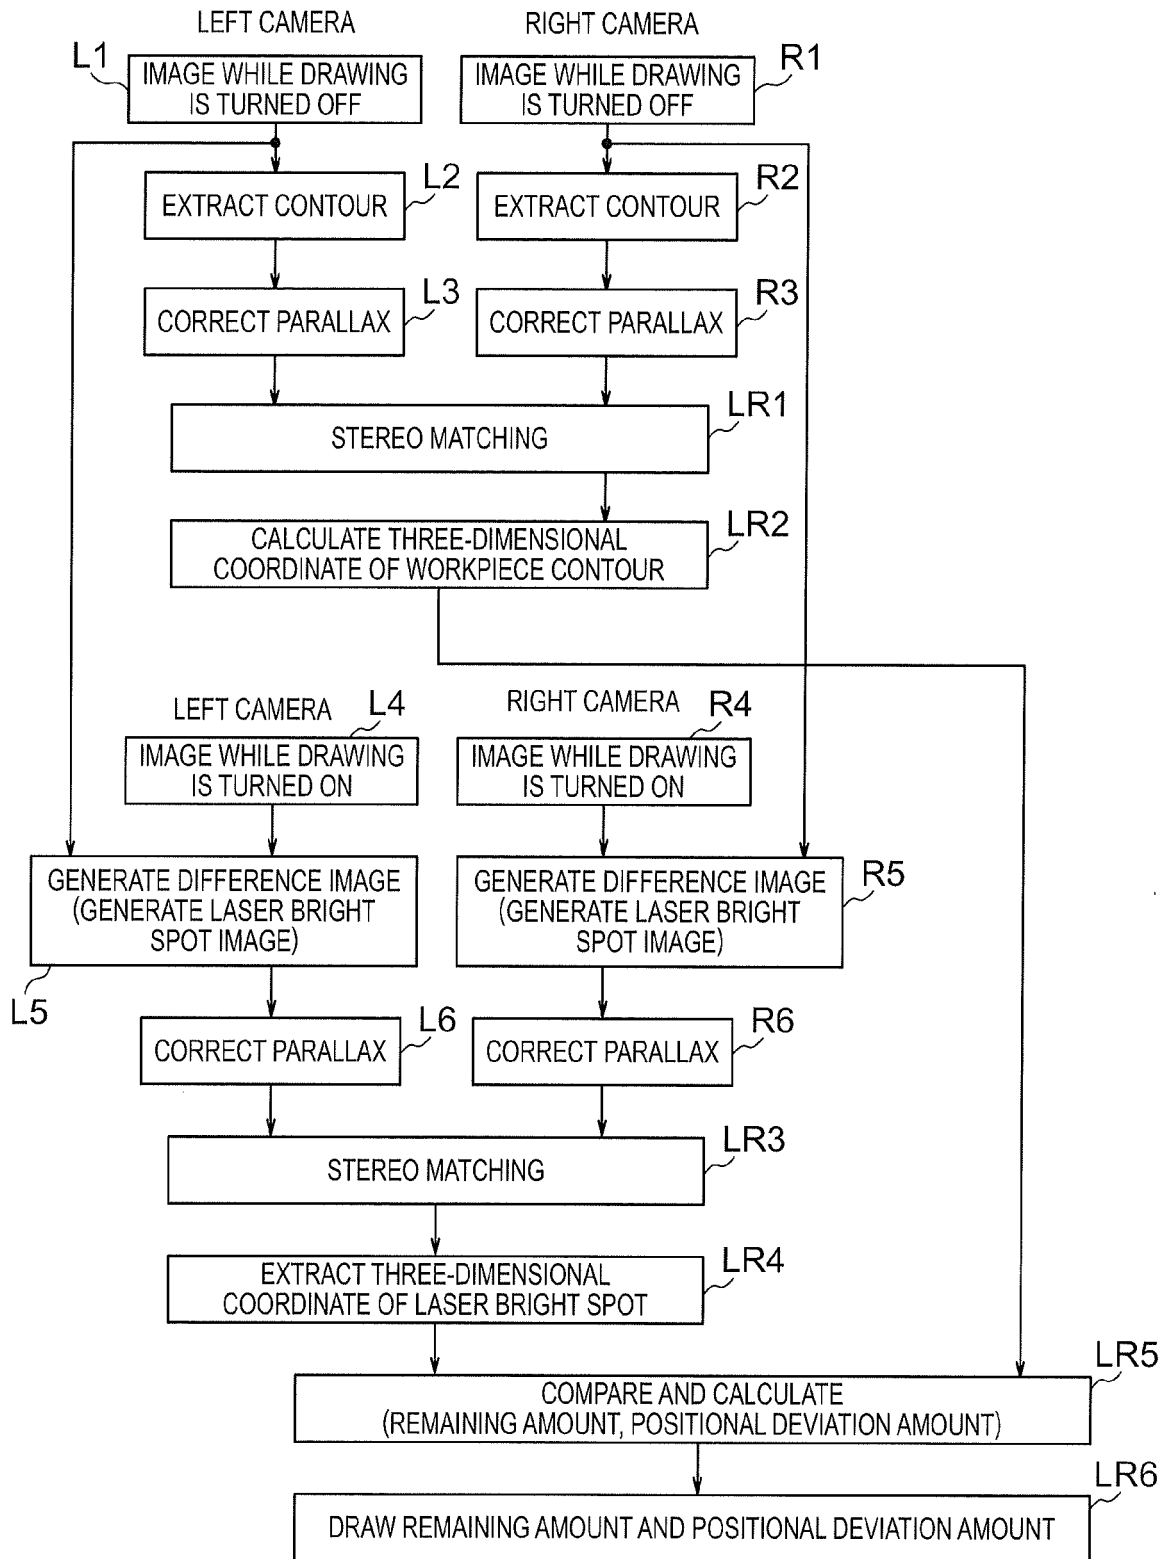 LEFT CAMERA
RIGHT CAMERA
L1
IMAGE WHILE DRAWING
IS TURNED OFF
IMAGE WHILE DRAWING
IS TURNED OFF
R1
EXTRACT CONTOUR
L2
EXTRACT CONTOUR
R2
CORRECT PARALLAX
L3
CORRECT PARALLAX
R3
STEREO MATCHING
LR1
CALCULATE THREE-DIMENSIONAL
COORDINATE OF WORKPIECE CONTOUR
LR2
LEFT CAMERA
L4
RIGHT CAMERA
R4
IMAGE WHILE DRAWING
IS TURNED ON
IMAGE WHILE DRAWING
IS TURNED ON
GENERATE DIFFERENCE IMAGE
(GENERATE LASER BRIGHT
SPOT IMAGE)
L5
GENERATE DIFFERENCE IMAGE
(GENERATE LASER BRIGHT
SPOT IMAGE)
R5
CORRECT PARALLAX
L6
CORRECT PARALLAX
R6
STEREO MATCHING
LR3
EXTRACT THREE-DIMENSIONAL
COORDINATE OF LASER BRIGHT SPOT
LR4
COMPARE AND CALCULATE
(REMAINING AMOUNT, POSITIONAL DEVIATION AMOUNT)
LR5
DRAW REMAINING AMOUNT AND POSITIONAL DEVIATION AMOUNT
LR6